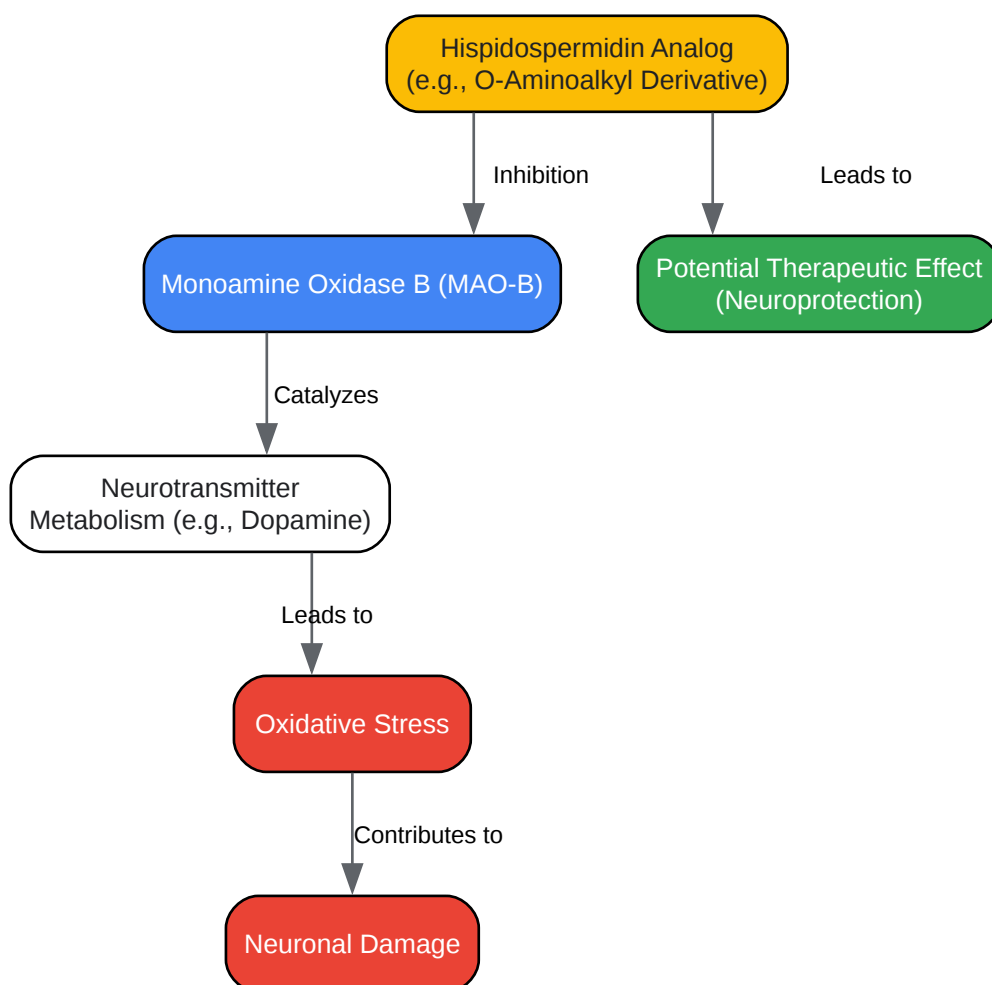 Hispidospermidin Analog
(e.g., O-Aminoalkyl Derivative)
Inhibition
Leads to
Monoamine Oxidase B (MAO-B)
Potential Therapeutic Effect
(Neuroprotection)
Catalyzes
Neurotransmitter
Metabolism (e.g., Dopamine)
Leads to
Oxidative Stress
Contributes to
Neuronal Damage